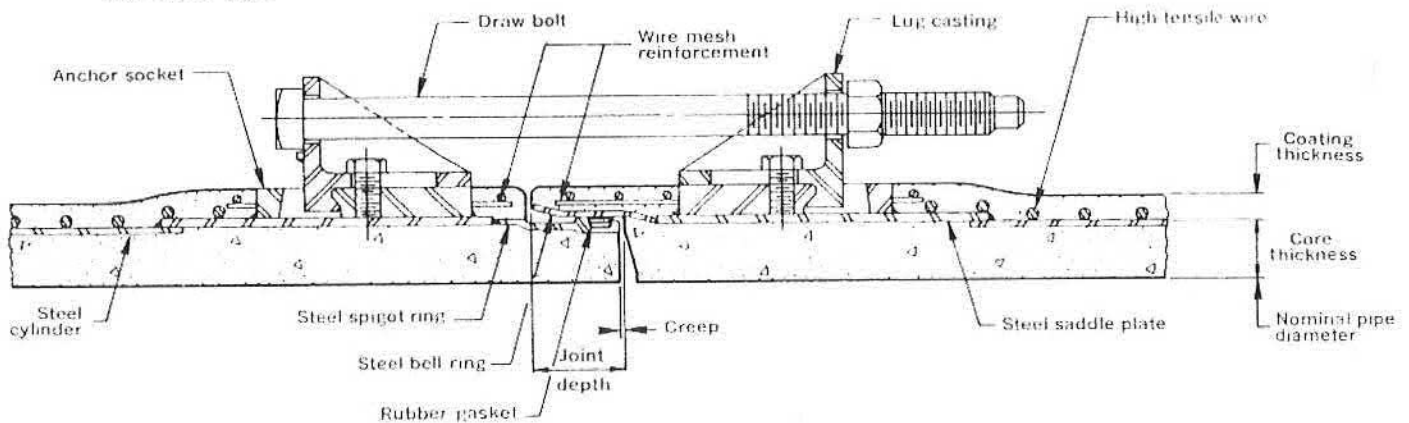 Draw bolt
Lug casting
High tensile wire
Wire mesh
reinforcement
Anchor socket
Coating
thickness
Core
thickness
Steel
cylinder
Steel spigot ring
Creep
Steel saddle plate
Nominal pipe
diameter
Steel bell ring
Joint
depth
Rubber gasket